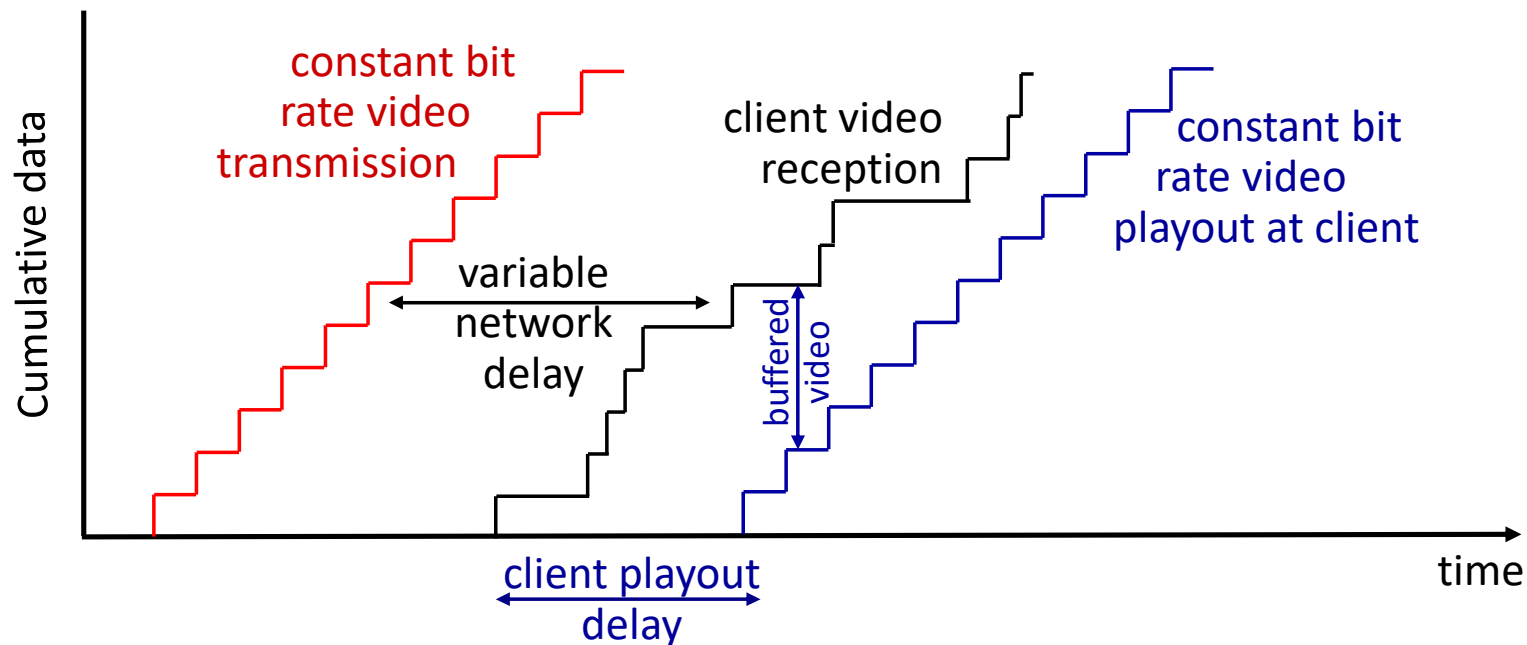 Cumulative data
constant bit
rate video
transmission
variable
network
delay
client video
reception
buffered
video
constant bit
rate video
playout at client
client playout
delay
time